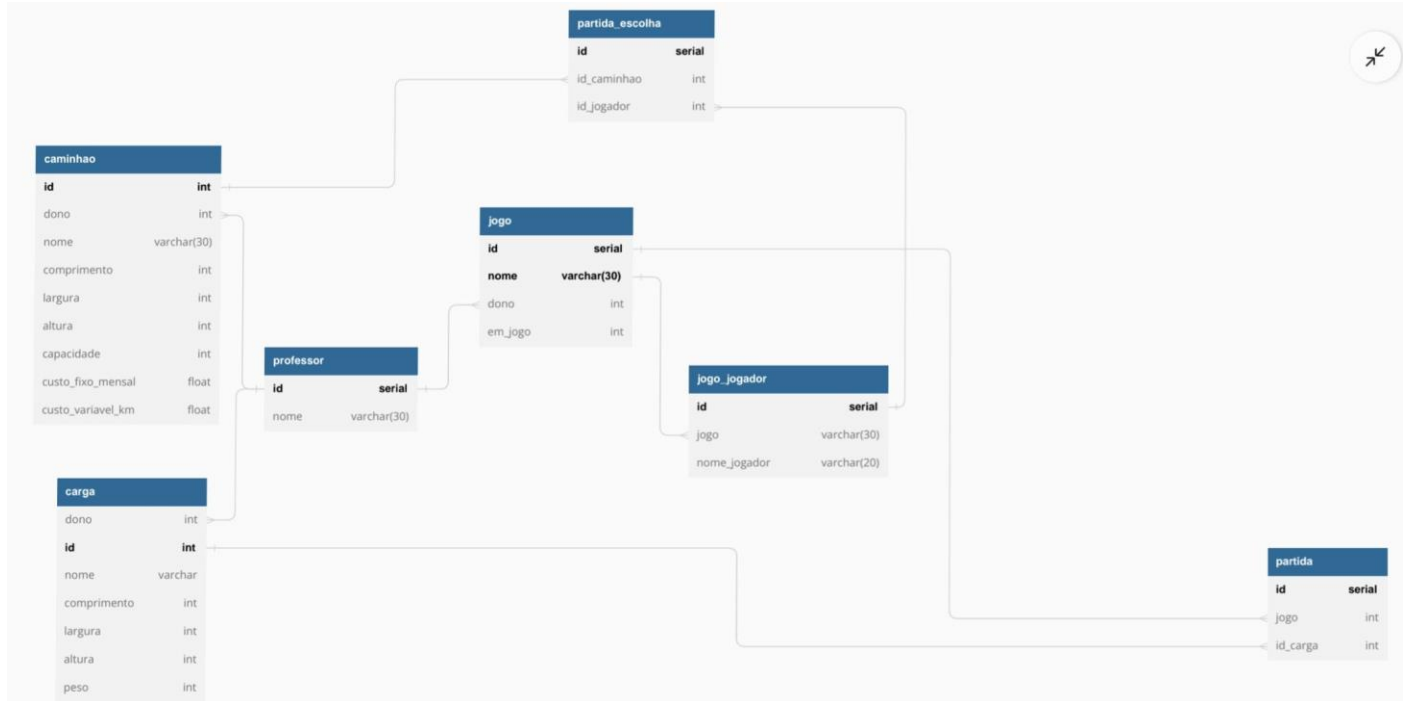 partida_escolha
id serial
id_caminhao int
id_jogador int
caminhao
id int
dono int
nome varchar(30)
comprimento int
largura int
altura int
capacidade int
custo_fixo_mensal float
custo_variavel_km float
jogo
id serial
nome varchar(30)
dono int
em_jogo int
professor
id serial
nome varchar(30)
jogo_jogador
id serial
jogo varchar(30)
nome_jogador varchar(20)
carga
dono int
id int
nome varchar
comprimento int
largura int
altura int
peso int
partida
id serial
jogo int
id_carga int